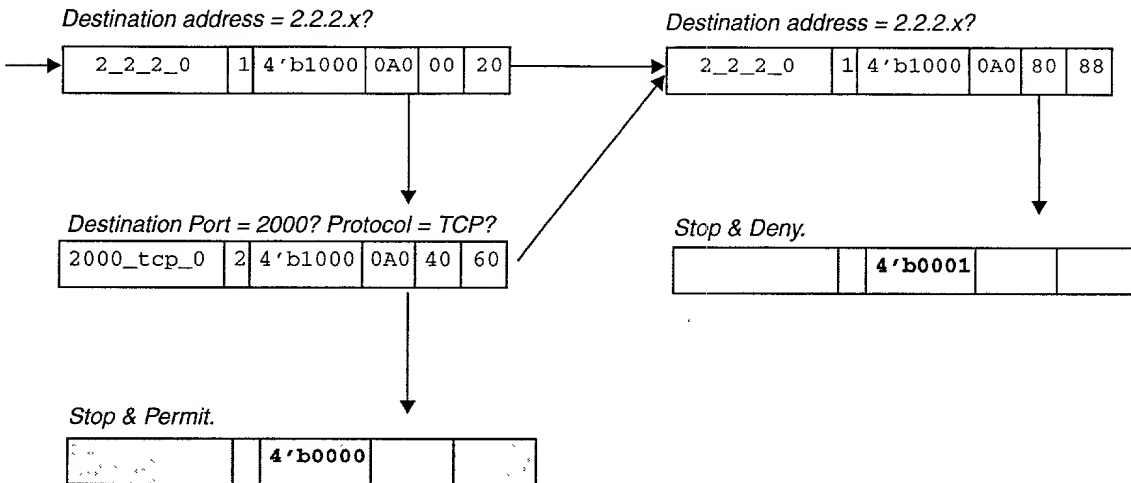 Destination address = 2.2.2.x?
2_2_2_0 1 4'b1000 0A0 00 20
Destination address = 2.2.2.x?
2_2_2_0 1 4'b1000 0A0 80 88
Destination Port = 2000? Protocol = TCP?
2000_tcp_0 2 4'b1000 0A0 40 60
Stop & Deny.
4'b0001
Stop & Permit.
4'b0000